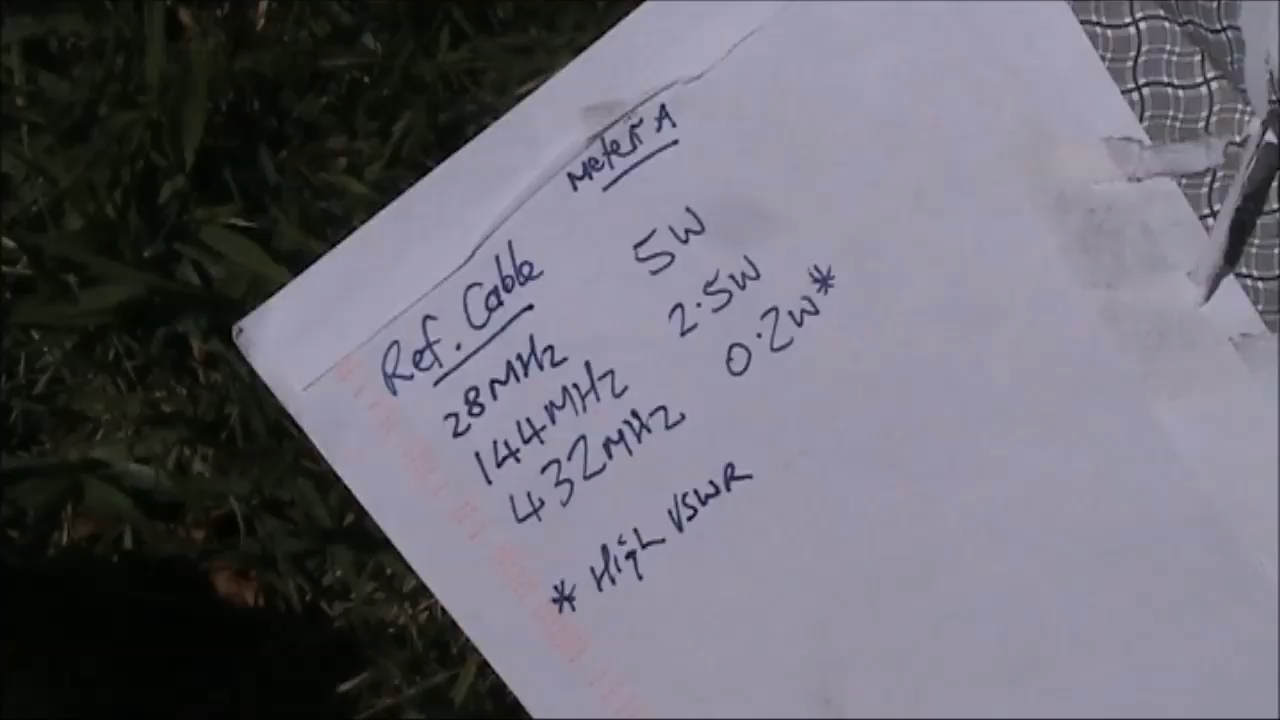 Meter A
Ref. Cable
28MHz 5W
144MHz 2.5W
432MHz 0.2W*
* High VSWR